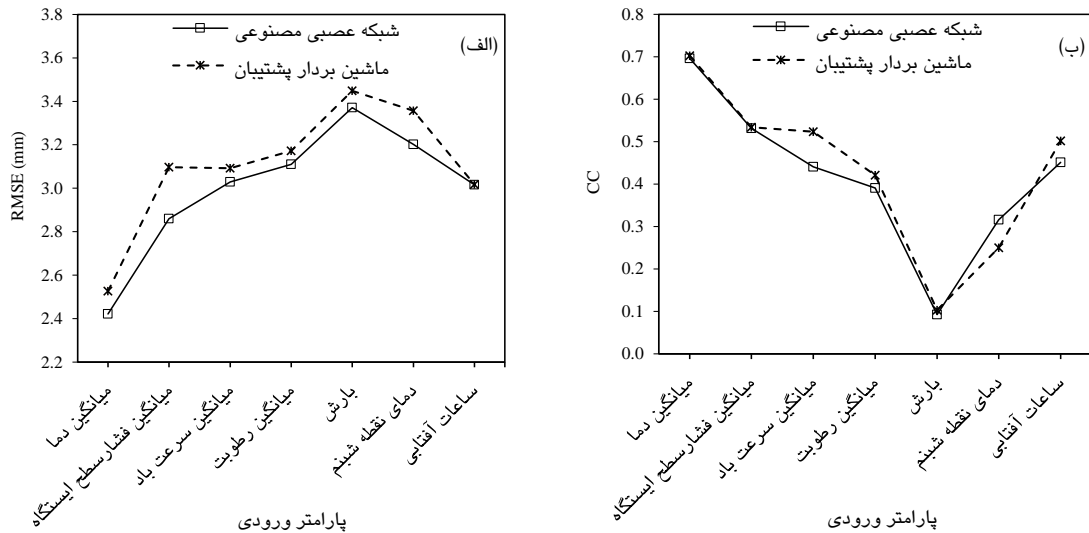 شبکه عصبی مصنوعی
ماشین بردار پشتیبان
(الف)
RMSE (mm)
3.8
3.6
3.4
3.2
3.0
2.8
2.6
2.4
2.2
میانگین دما
میانگین فشارسطح ایستگاه
میانگین سرعت باد
میانگین رطوبت
بارش
دمای نقطه شبنم
ساعات آفتابی
پارامتر ورودی
شبکه عصبی مصنوعی
ماشین بردار پشتیبان
(ب)
CC
0.8
0.7
0.6
0.5
0.4
0.3
0.2
0.1
0.0
میانگین دما
میانگین فشارسطح ایستگاه
میانگین سرعت باد
میانگین رطوبت
بارش
دمای نقطه شبنم
ساعات آفتابی
پارامتر ورودی